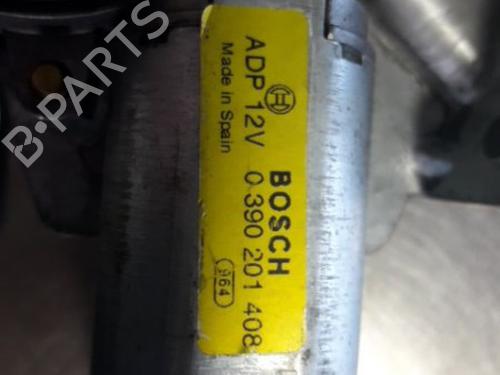 BOSCH
ADP 12V 0 390 201 408
Made in Spain
964
B-PARTS